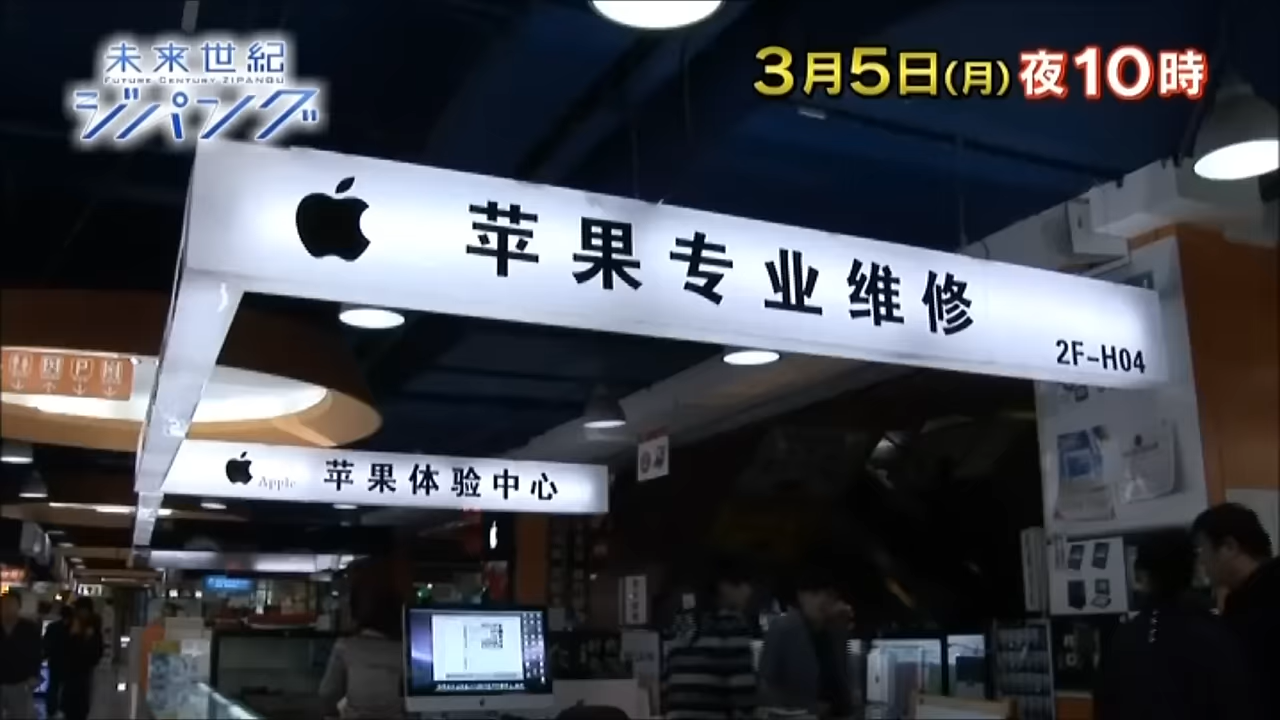 未来世紀
FUTURE CENTURY ZIPANGU
ジパング
3月5日(月)夜10時
苹果专业维修
2F-H04
Apple 苹果体验中心
P